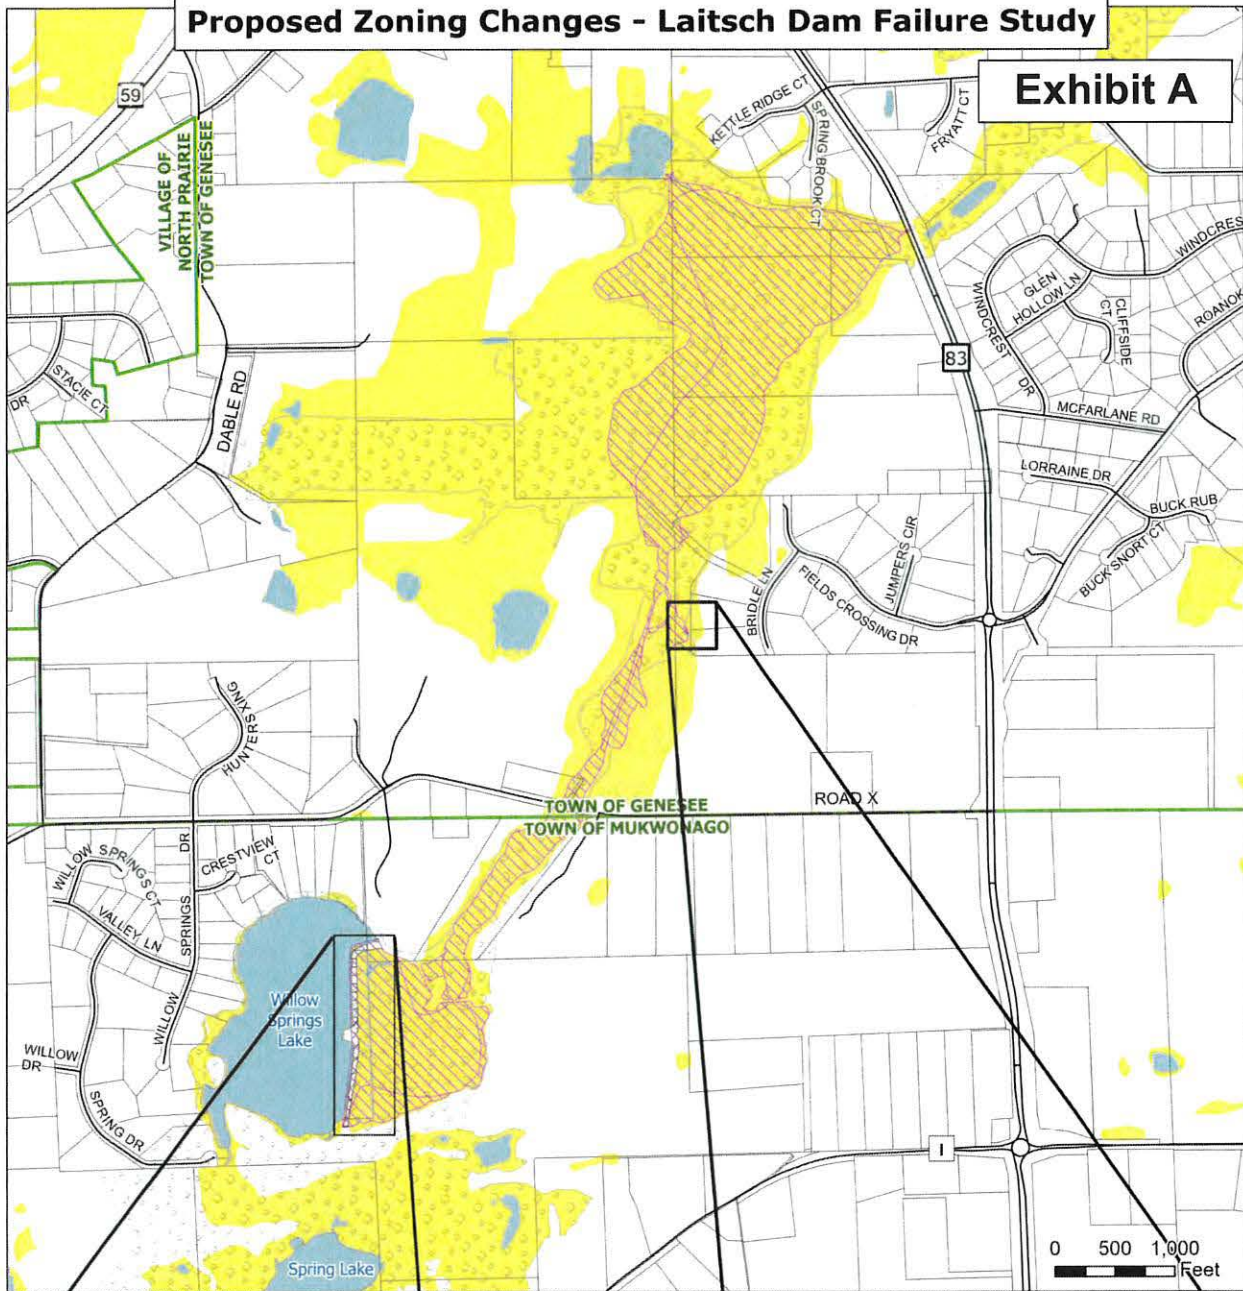 Proposed Zoning Changes - Laitsch Dam Failure Study
Exhibit A
59
VILLAGE OF
NORTH PRAIRIE
TOWN OF GENESEE
KETTLE RIDGE CT
SPRING BROOK CT
FRYATT CT
WINDCRES
GLEN
HOLLOW LN
CLIFFSIDE
CT
WINDCREST
DR
ROANOK
83
STACIE CT
DR
DABLE RD
MCFARLANE RD
LORRAINE DR
BUCK RUB
BUCK SNORT CT
JUMPERS CIR
BRIDLE LN
FIELDS CROSSING DR
HUNTERS
XING
TOWN OF GENESEE
ROAD X
TOWN OF MUKWONAGO
WILLOW SPRINGS
CT
CRESTVIEW
CT
VALLEY LN
WILLOW SPRINGS DR
Willow
Springs
Lake
WILLOW
DR
SPRING DR
I
Spring Lake
0 500 1,000
Feet